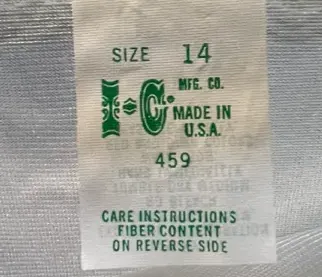 SIZE 14
I=C. MFG. CO.
MADE IN
U.S.A.
459
CARE INSTRUCTIONS
FIBER CONTENT
ON REVERSE SIDE